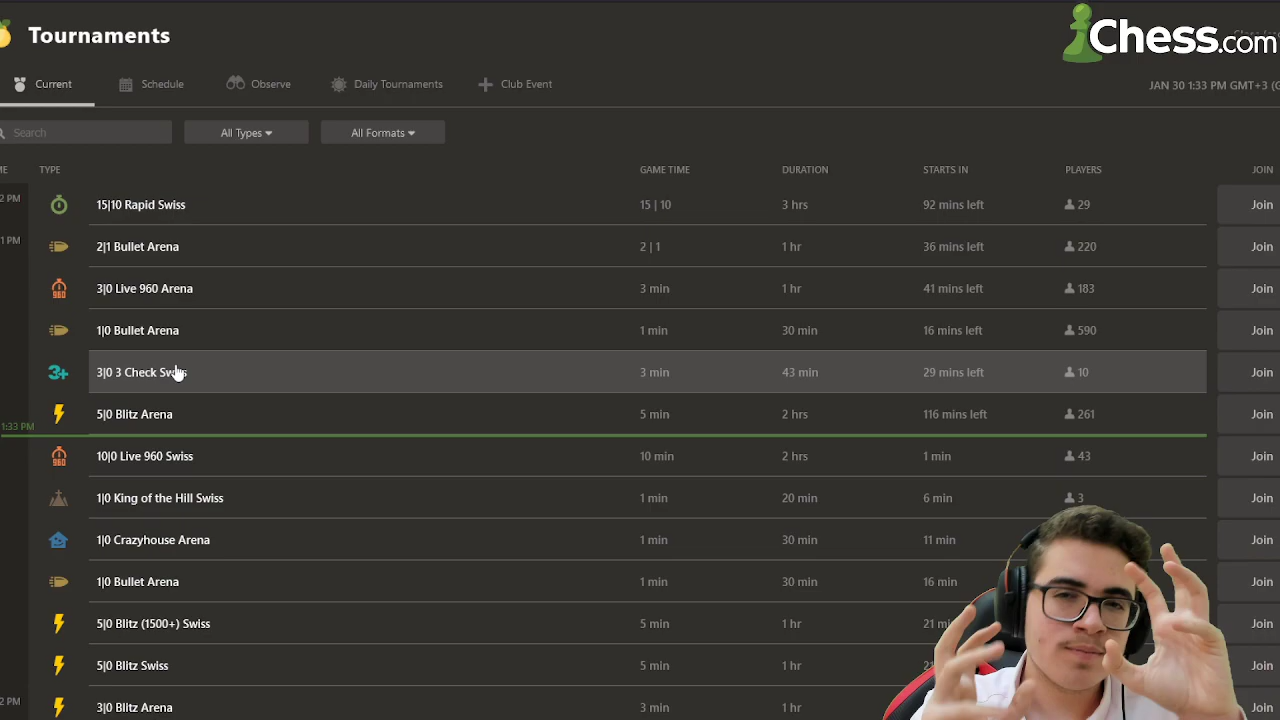 Tournaments
Chess.com
Current Schedule Observe Daily Tournaments Club Event JAN 30 1:33 PM GMT+3
Search All Types All Formats
TYPE GAME TIME DURATION STARTS IN PLAYERS JOIN
15|10 Rapid Swiss 15 | 10 3 hrs 92 mins left 29 Join
2|1 Bullet Arena 2 | 1 1 hr 36 mins left 220 Join
960 3|0 Live 960 Arena 3 min 1 hr 41 mins left 183 Join
1|0 Bullet Arena 1 min 30 min 16 mins left 590 Join
3+ 3|0 3 Check Swiss 3 min 43 min 29 mins left 10 Join
5|0 Blitz Arena 5 min 2 hrs 116 mins left 261 Join
1:33 PM
960 10|0 Live 960 Swiss 10 min 2 hrs 1 min 43 Join
1|0 King of the Hill Swiss 1 min 20 min 6 min 3 Join
1|0 Crazyhouse Arena 1 min 30 min 11 min Join
1|0 Bullet Arena 1 min 30 min 16 min Join
5|0 Blitz (1500+) Swiss 5 min 1 hr Join
5|0 Blitz Swiss 5 min 1 hr Join
3|0 Blitz Arena 3 min 1 hr Join